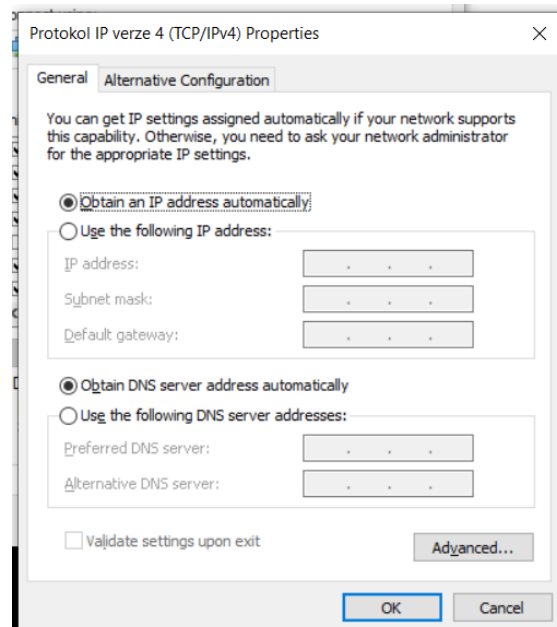 Protokol IP verze 4 (TCP/IPv4) Properties
General
Alternative Configuration
You can get IP settings assigned automatically if your network supports
this capability. Otherwise, you need to ask your network administrator
for the appropriate IP settings.
Obtain an IP address automatically
Use the following IP address:
IP address:
Subnet mask:
Default gateway:
Obtain DNS server address automatically
Use the following DNS server addresses:
Preferred DNS server:
Alternative DNS server:
Validate settings upon exit
Advanced...
OK
Cancel